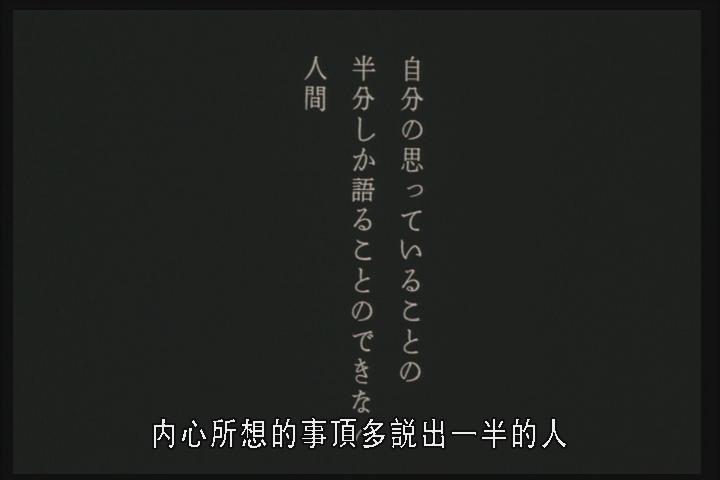 自分の思っていることの
半分しか語ることのできな
人間
内心所想的事頂多説出一半的人